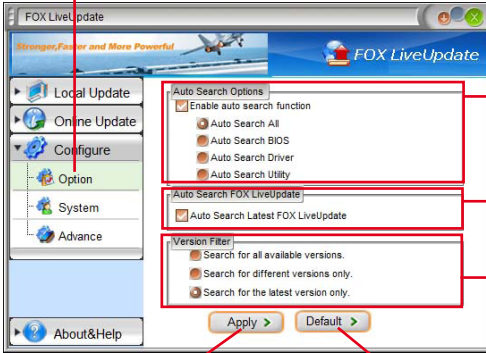 FOX LiveUpdate
Stronger,Faster and More Powerful
FOX LiveUpdate
Local Update
Online Update
Configure
Option
System
Advance
About&Help
Auto Search Options
Enable auto search function
Auto Search All
Auto Search BIOS
Auto Search Driver
Auto Search Utility
Auto Search FOX LiveUpdate
Auto Search Latest FOX LiveUpdate
Version Filter
Search for all available versions.
Search for different versions only.
Search for the latest version only.
Apply >
Default >